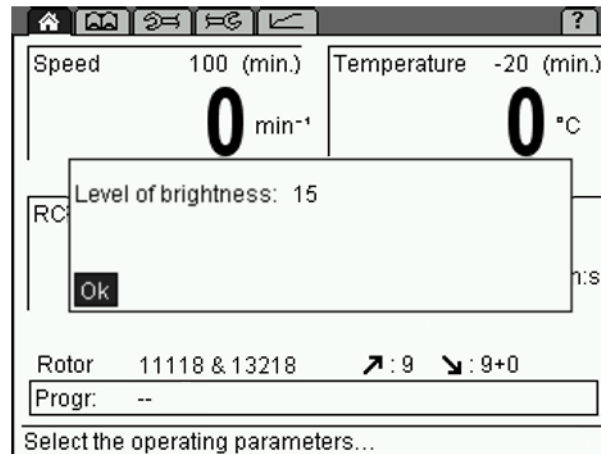 ?
Speed 100 (min.) Temperature -20 (min.)
0 min⁻¹ 0 °C
Level of brightness: 15
RC
Ok
Rotor 11118 & 13218 ↗ : 9 ↘ : 9+0
Progr: --
Select the operating parameters...